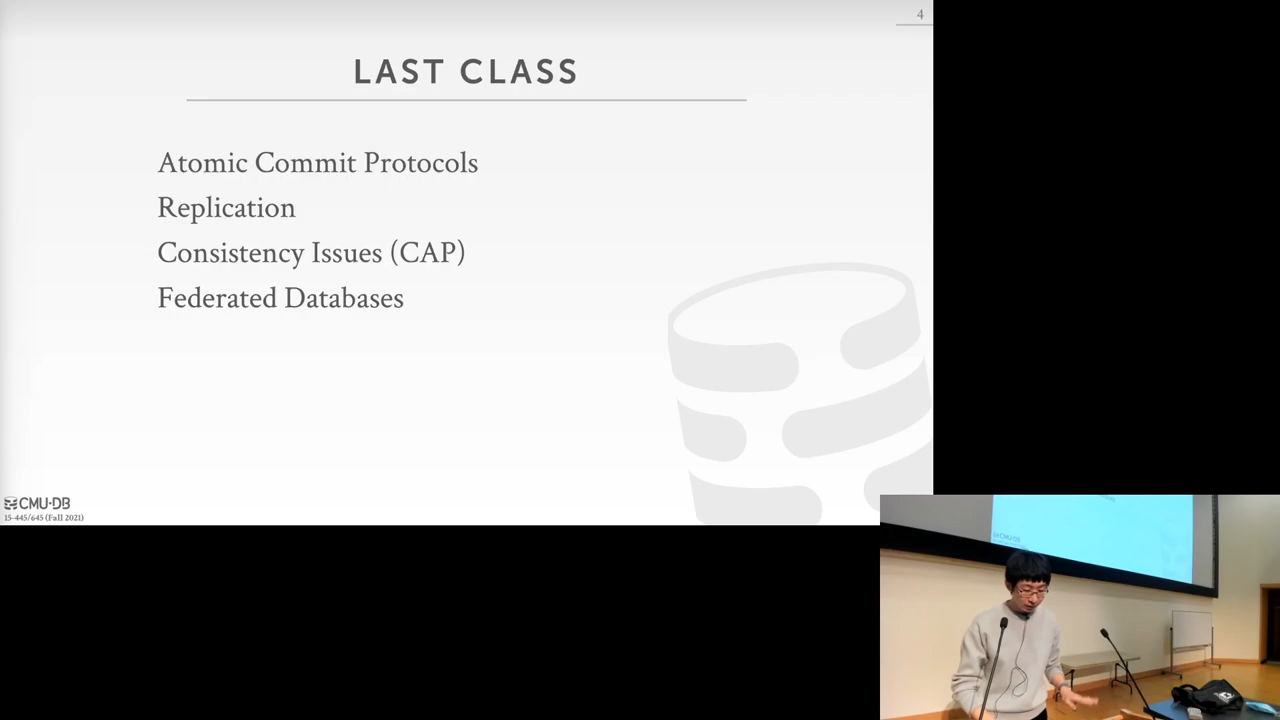 4
LAST CLASS
Atomic Commit Protocols
Replication
Consistency Issues (CAP)
Federated Databases
CMU·DB
15-445/645 (Fall 2021)